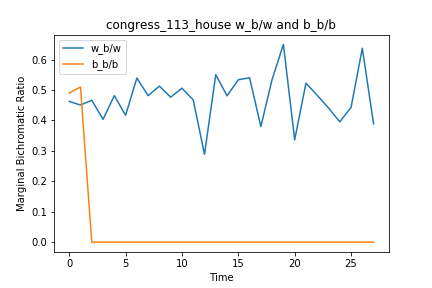 congress_113_house w_b/w and b_b/b
w_b/w
b_b/b
Marginal Bichromatic Ratio
0.6
0.5
0.4
0.3
0.2
0.1
0.0
0 5 10 15 20 25
Time